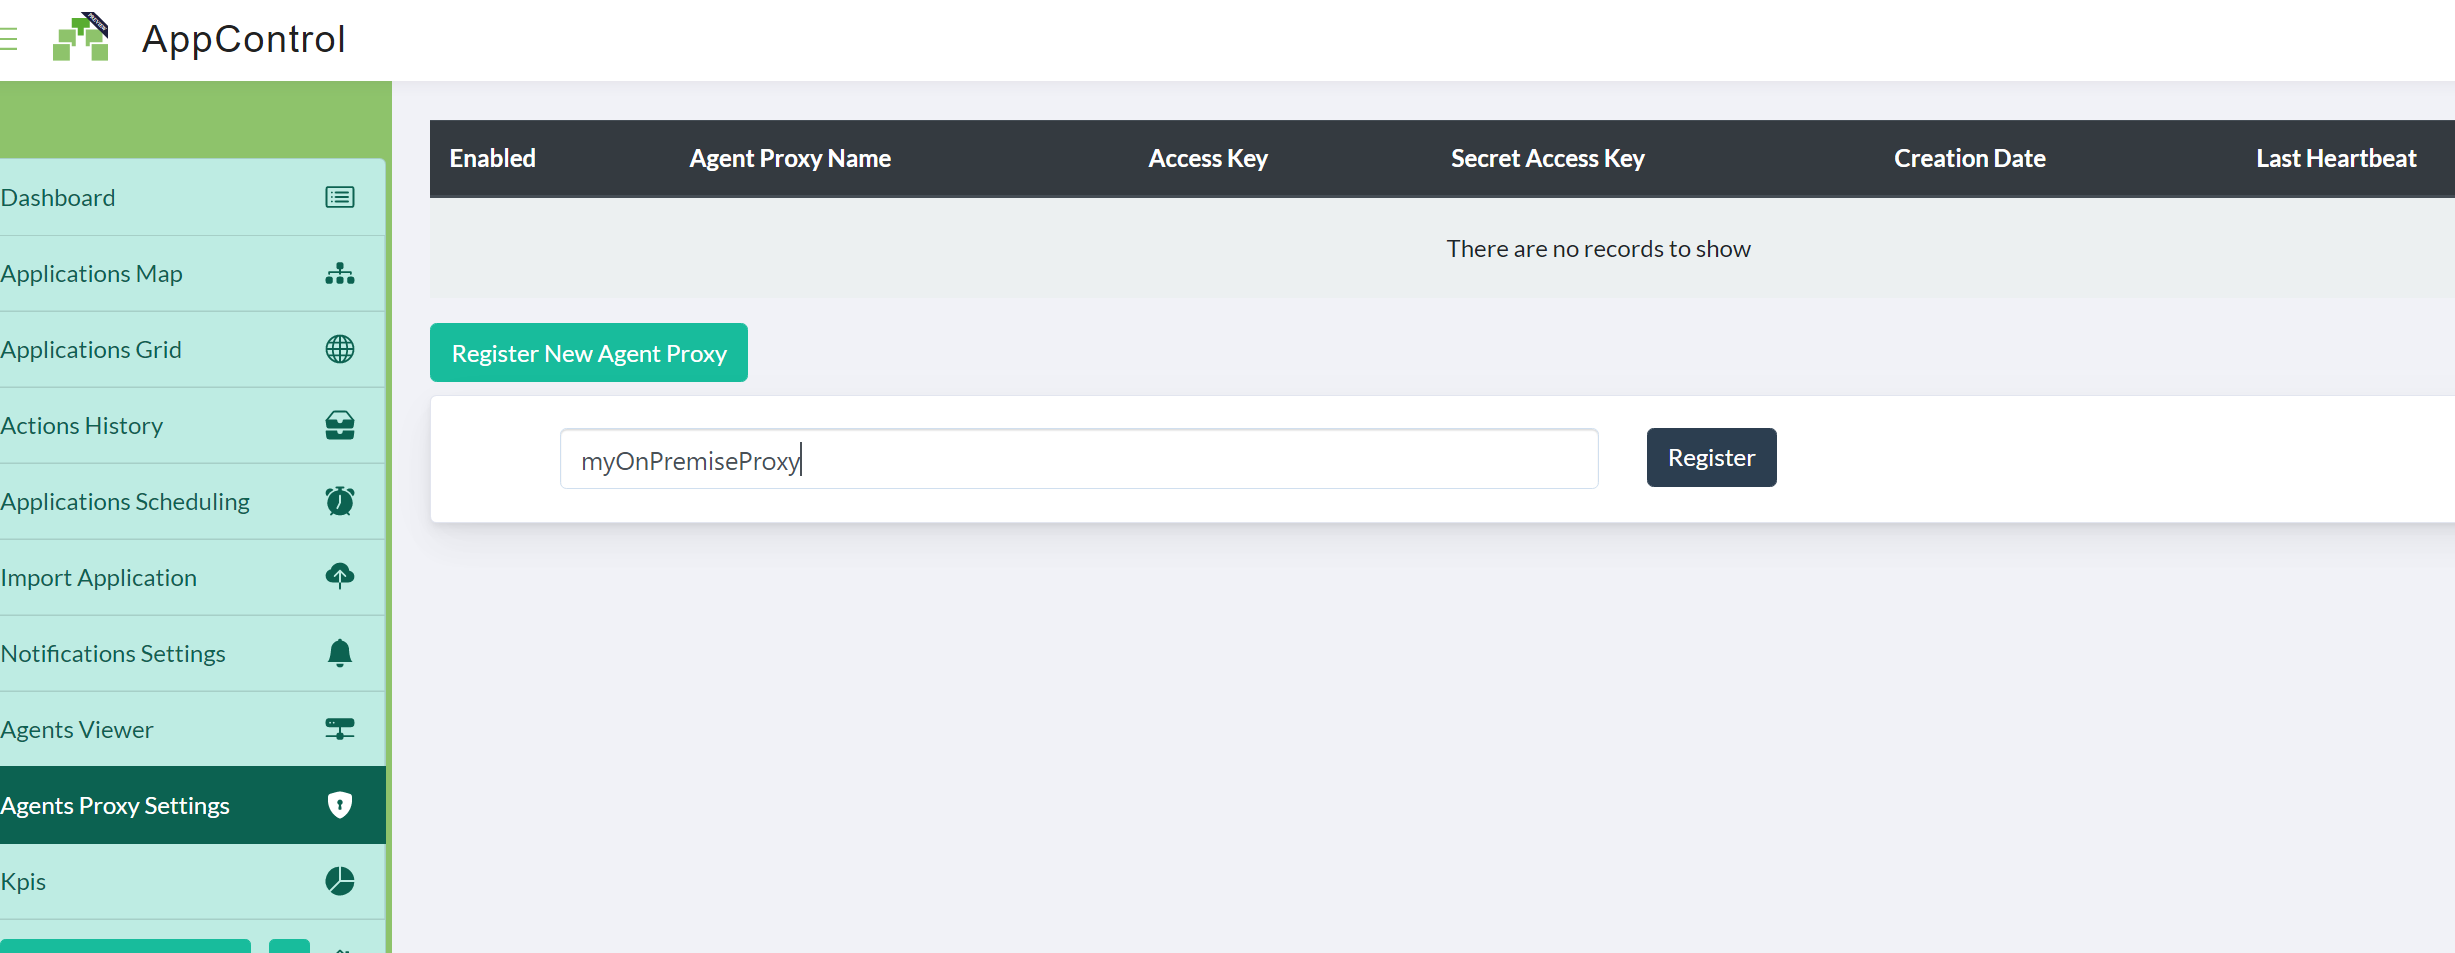 AppControl
Enabled Agent Proxy Name Access Key Secret Access Key Creation Date Last Heartbeat
There are no records to show
Dashboard
Applications Map
Applications Grid
Actions History
Applications Scheduling
Import Application
Notifications Settings
Agents Viewer
Agents Proxy Settings
Kpis
Register New Agent Proxy
myOnPremiseProxy
Register